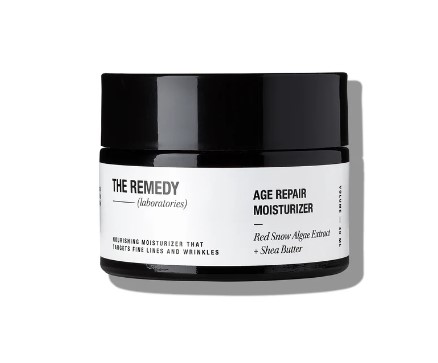 THE REMEDY
(laboratories)
NOURISHING MOISTURIZER THAT
TARGETS FINE LINES AND WRINKLES
AGE REPAIR
MOISTURIZER
Red Snow Algae Extract
+ Shea Butter
VOLUME